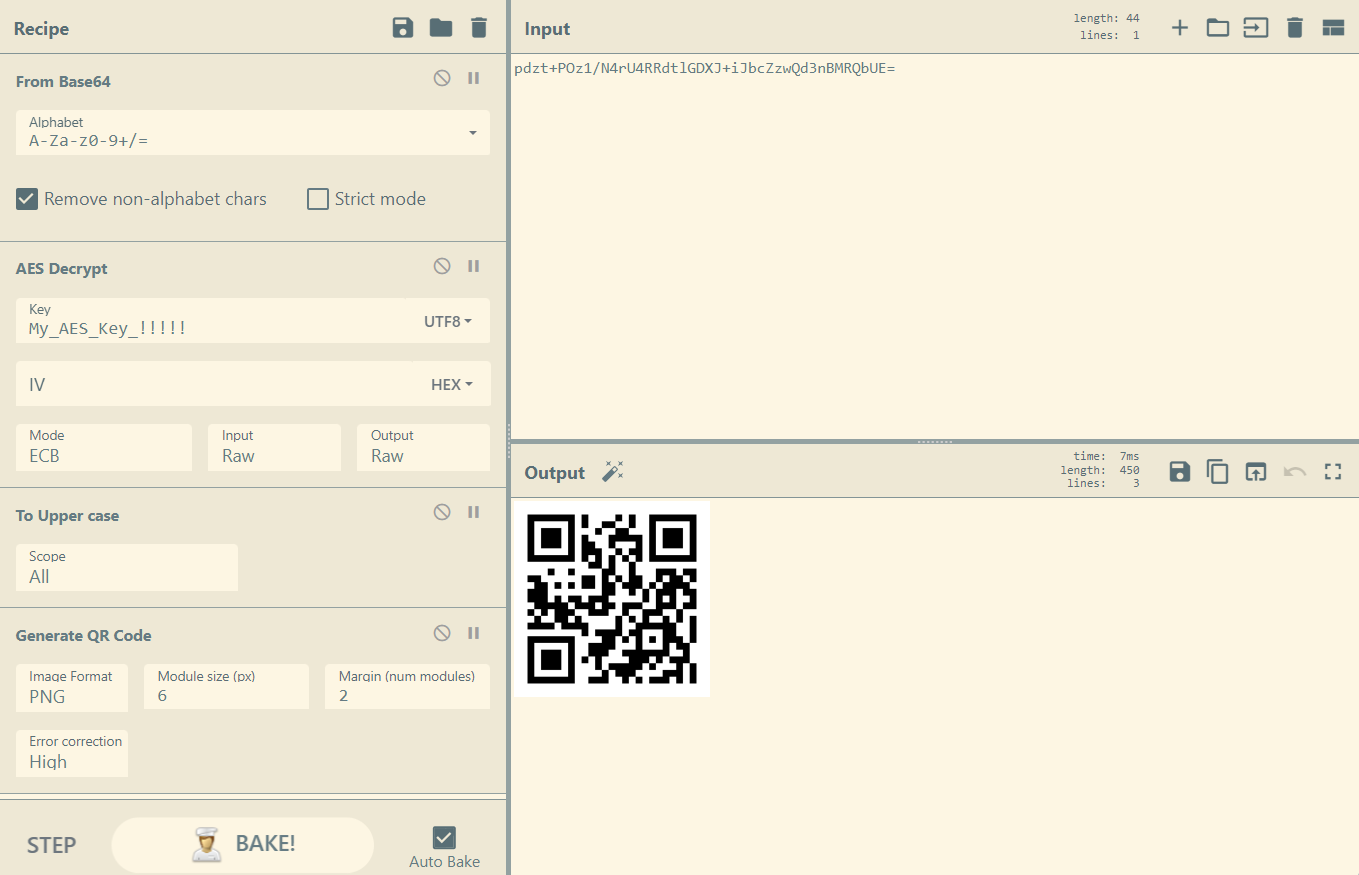 Recipe
From Base64
Alphabet
A-Za-z0-9+/=
Remove non-alphabet chars
Strict mode
AES Decrypt
Key
My_AES_Key_!!!!!
UTF8
IV
HEX
Mode
ECB
Input
Raw
Output
Raw
To Upper case
Scope
All
Generate QR Code
Image Format
PNG
Module size (px)
6
Margin (num modules)
2
Error correction
High
STEP
BAKE!
Auto Bake
Input
length: 44
lines: 1
pdzt+POz1/N4rU4RRdtlGDXJ+iJbcZzwQd3nBMRQbUE=
Output
time: 7ms
length: 450
lines: 3